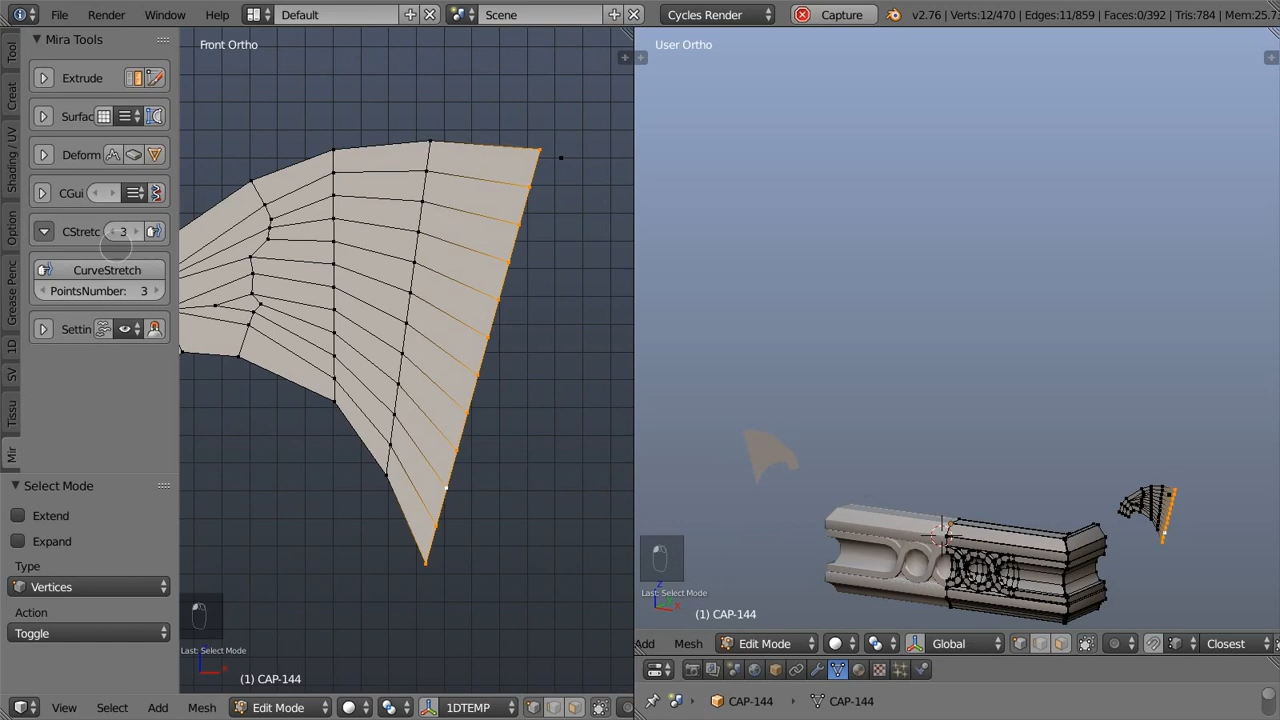 File Render Window Help Default Scene Cycles Render Capture v2.76 | Verts:12/470 | Edges:11/859 | Faces:0/392 | Tris:784 | Mem:25.7
Mira Tools
Extrude
Surfac
Deform
CGui
CStretc 3
CurveStretch
PointsNumber: 3
Settin
Tool
Creat
Shading / UV
Option
Grease Penc
1D
SV
Tissu
Mir
Select Mode
Extend
Expand
Type
Vertices
Action
Toggle
Front Ortho
Last: Select Mode
(1) CAP-144
View Select Add Mesh Edit Mode 1DTEMP
User Ortho
Last: Select Mode
(1) CAP-144
Add Mesh Edit Mode Global Closest
CAP-144 CAP-144